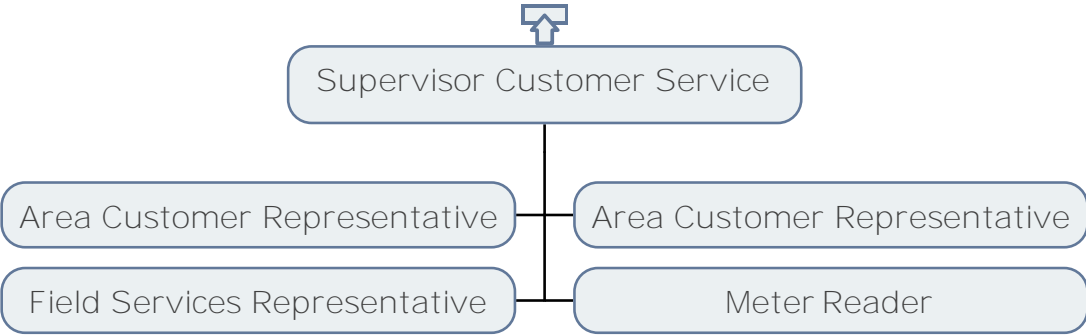 Supervisor Customer Service
Area Customer Representative
Area Customer Representative
Field Services Representative
Meter Reader